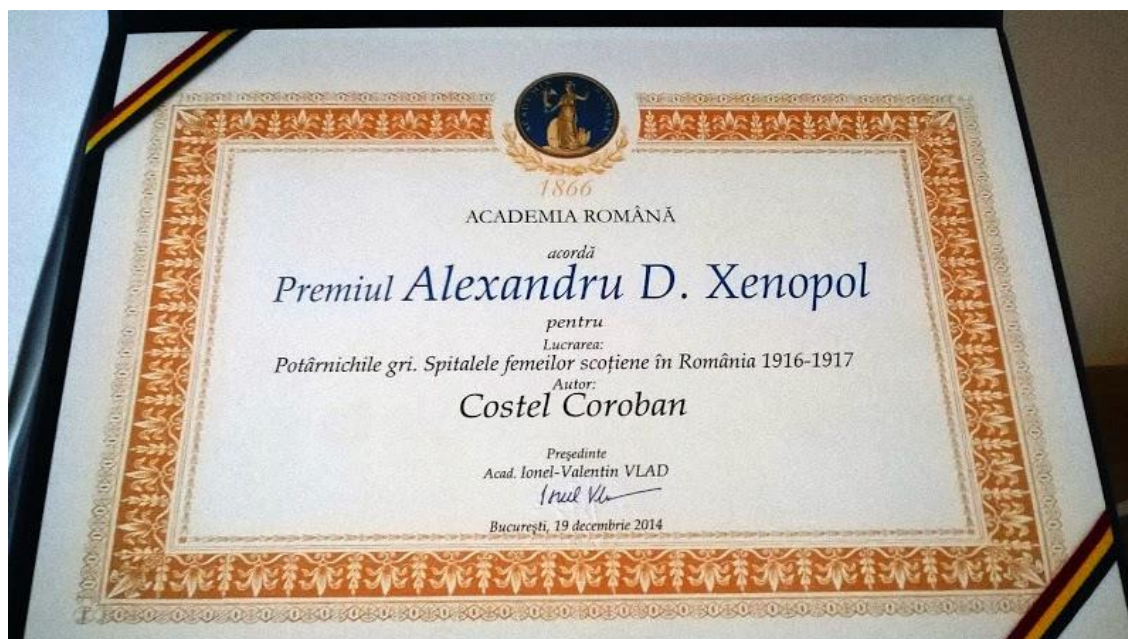 1866
ACADEMIA ROMÂNĂ
acordă
Premiul Alexandru D. Xenopol
pentru
Lucrarea:
Potârnichile gri. Spitalele femeilor scoțiene în România 1916-1917
Autor:
Costel Coroban
Președinte
Acad. Ionel-Valentin VLAD
București, 19 decembrie 2014